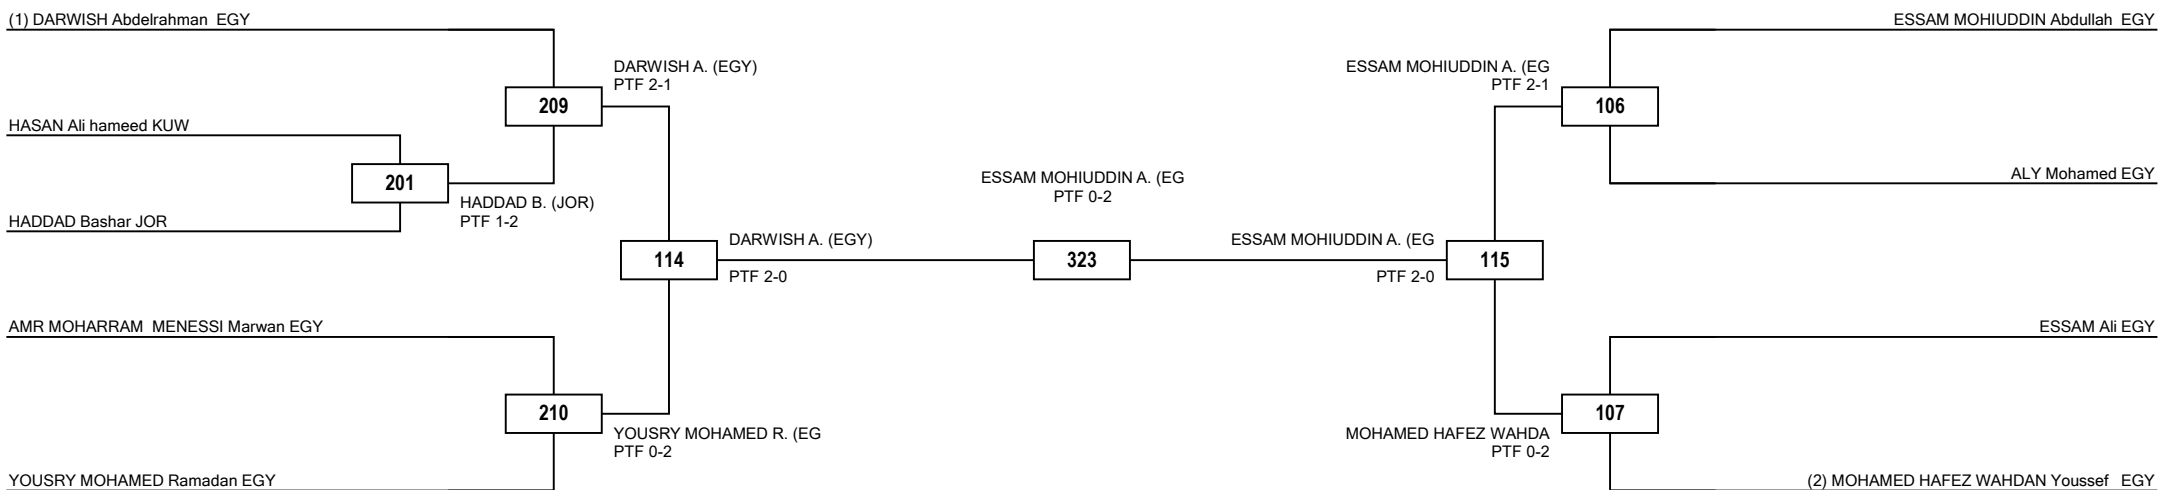 (1) DARWISH Abdelrahman  EGY
ESSAM MOHIUDDIN Abdullah  EGY
DARWISH A. (EGY)
PTF 2-1
ESSAM MOHIUDDIN A. (EG
PTF 2-1
209
106
HASAN Ali hameed KUW
201
ESSAM MOHIUDDIN A. (EG
PTF 0-2
ALY Mohamed EGY
HADDAD B. (JOR)
PTF 1-2
HADDAD Bashar JOR
114
DARWISH A. (EGY)
PTF 2-0
323
ESSAM MOHIUDDIN A. (EG
PTF 2-0
115
AMR MOHARRAM  MENESSI Marwan EGY
ESSAM Ali EGY
210
107
YOUSRY MOHAMED R. (EG
PTF 0-2
MOHAMED HAFEZ WAHDA
PTF 0-2
YOUSRY MOHAMED Ramadan EGY
(2) MOHAMED HAFEZ WAHDAN Youssef  EGY